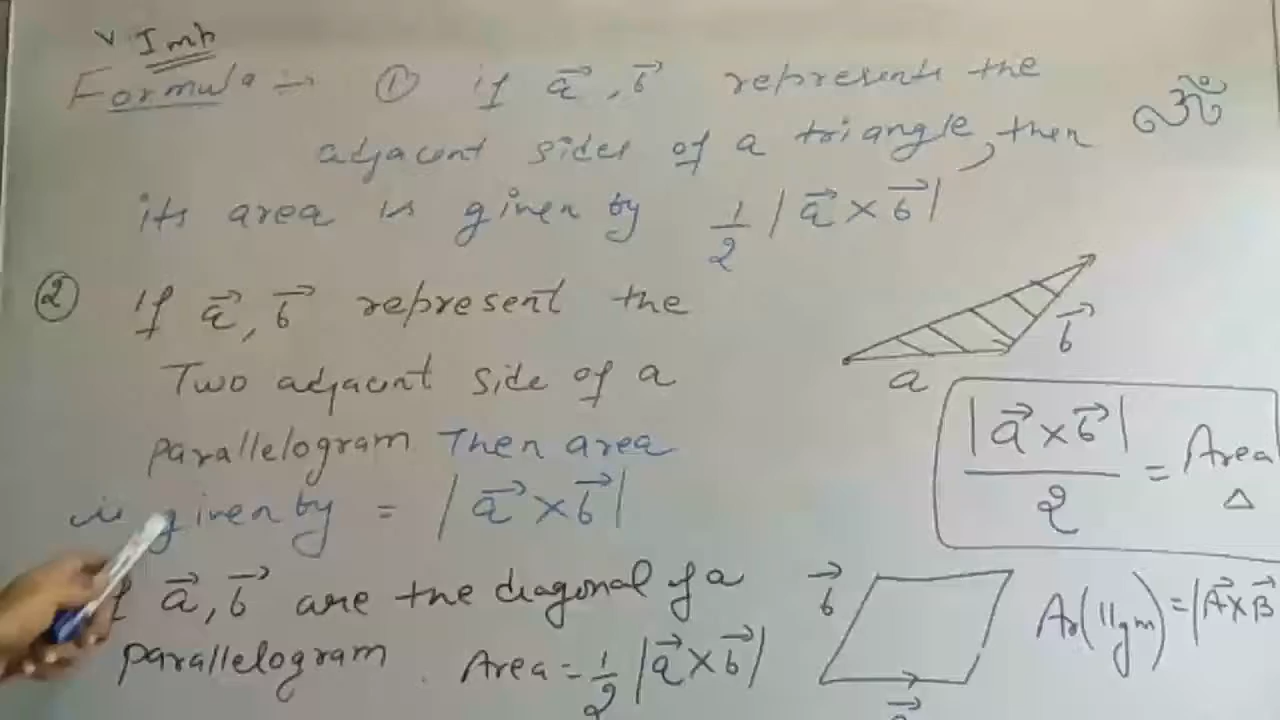 v Imp
Formula :→ ① if a⃗, b⃗ represents the
adjacent sides of a triangle, then ॐ
its area is given by 1/2 |a⃗ × b⃗|
② If a⃗, b⃗ represent the
Two adjacent side of a
parallelogram Then area
is given by = |a⃗ × b⃗|
If a⃗, b⃗ are the diagonal of a
parallelogram. Area = 1/2 |a⃗ × b⃗|
b⃗
a
|a⃗ × b⃗| / 2 = Area Δ
b⃗
Ar(||gm) = |A⃗ × B⃗